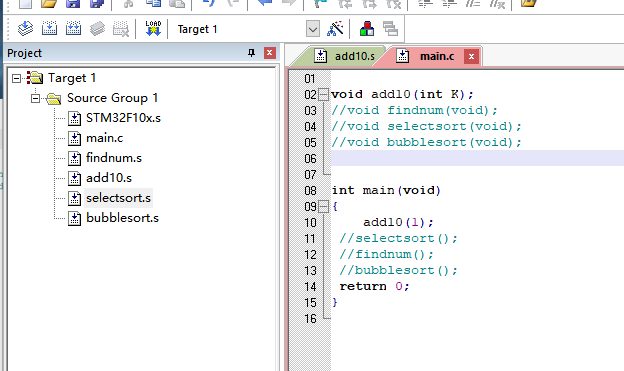 LOAD
Target 1
Project
Target 1
Source Group 1
STM32F10x.s
main.c
findnum.s
add10.s
selectsort.s
bubblesort.s
add10.s
main.c
01
02 void add10(int K);
03 //void findnum(void);
04 //void selectsort(void);
05 //void bubblesort(void);
06
07
08 int main(void)
09 {
10 add10(1);
11 //selectsort();
12 //findnum();
13 //bubblesort();
14 return 0;
15 }
16